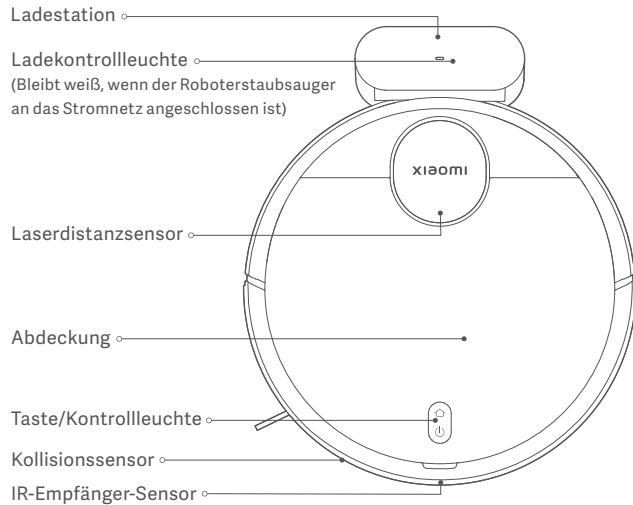 Ladestation
Ladekontrollleuchte
(Bleibt weiß, wenn der Roboterstaubsauger
an das Stromnetz angeschlossen ist)
xiaomi
Laserdistanzsensor
Abdeckung
Taste/Kontrollleuchte
Kollisionssensor
IR-Empfänger-Sensor